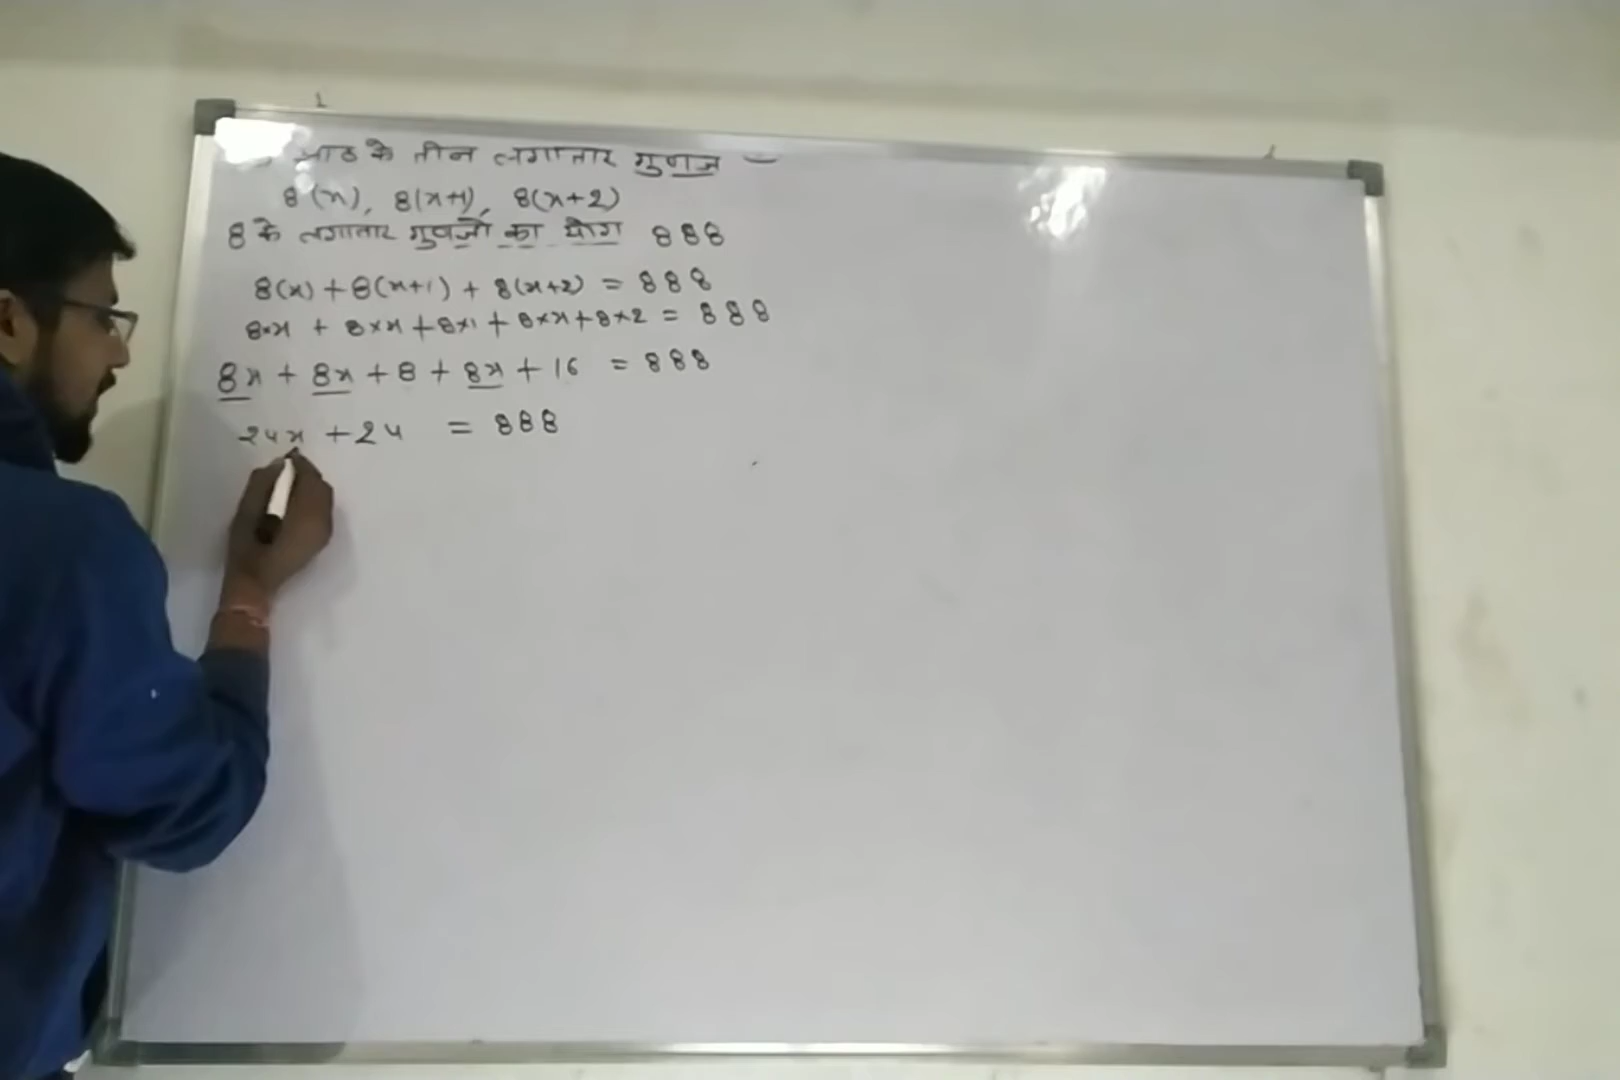 आठ के तीन लगातार गुणज -
8(x), 8(x+1), 8(x+2)
8 के लगातार गुणजों का योग 888
8(x) + 8(x+1) + 8(x+2) = 888
8×x + 8×x + 8×1 + 8×x + 8×2 = 888
8x + 8x + 8 + 8x + 16 = 888
24x + 24 = 888